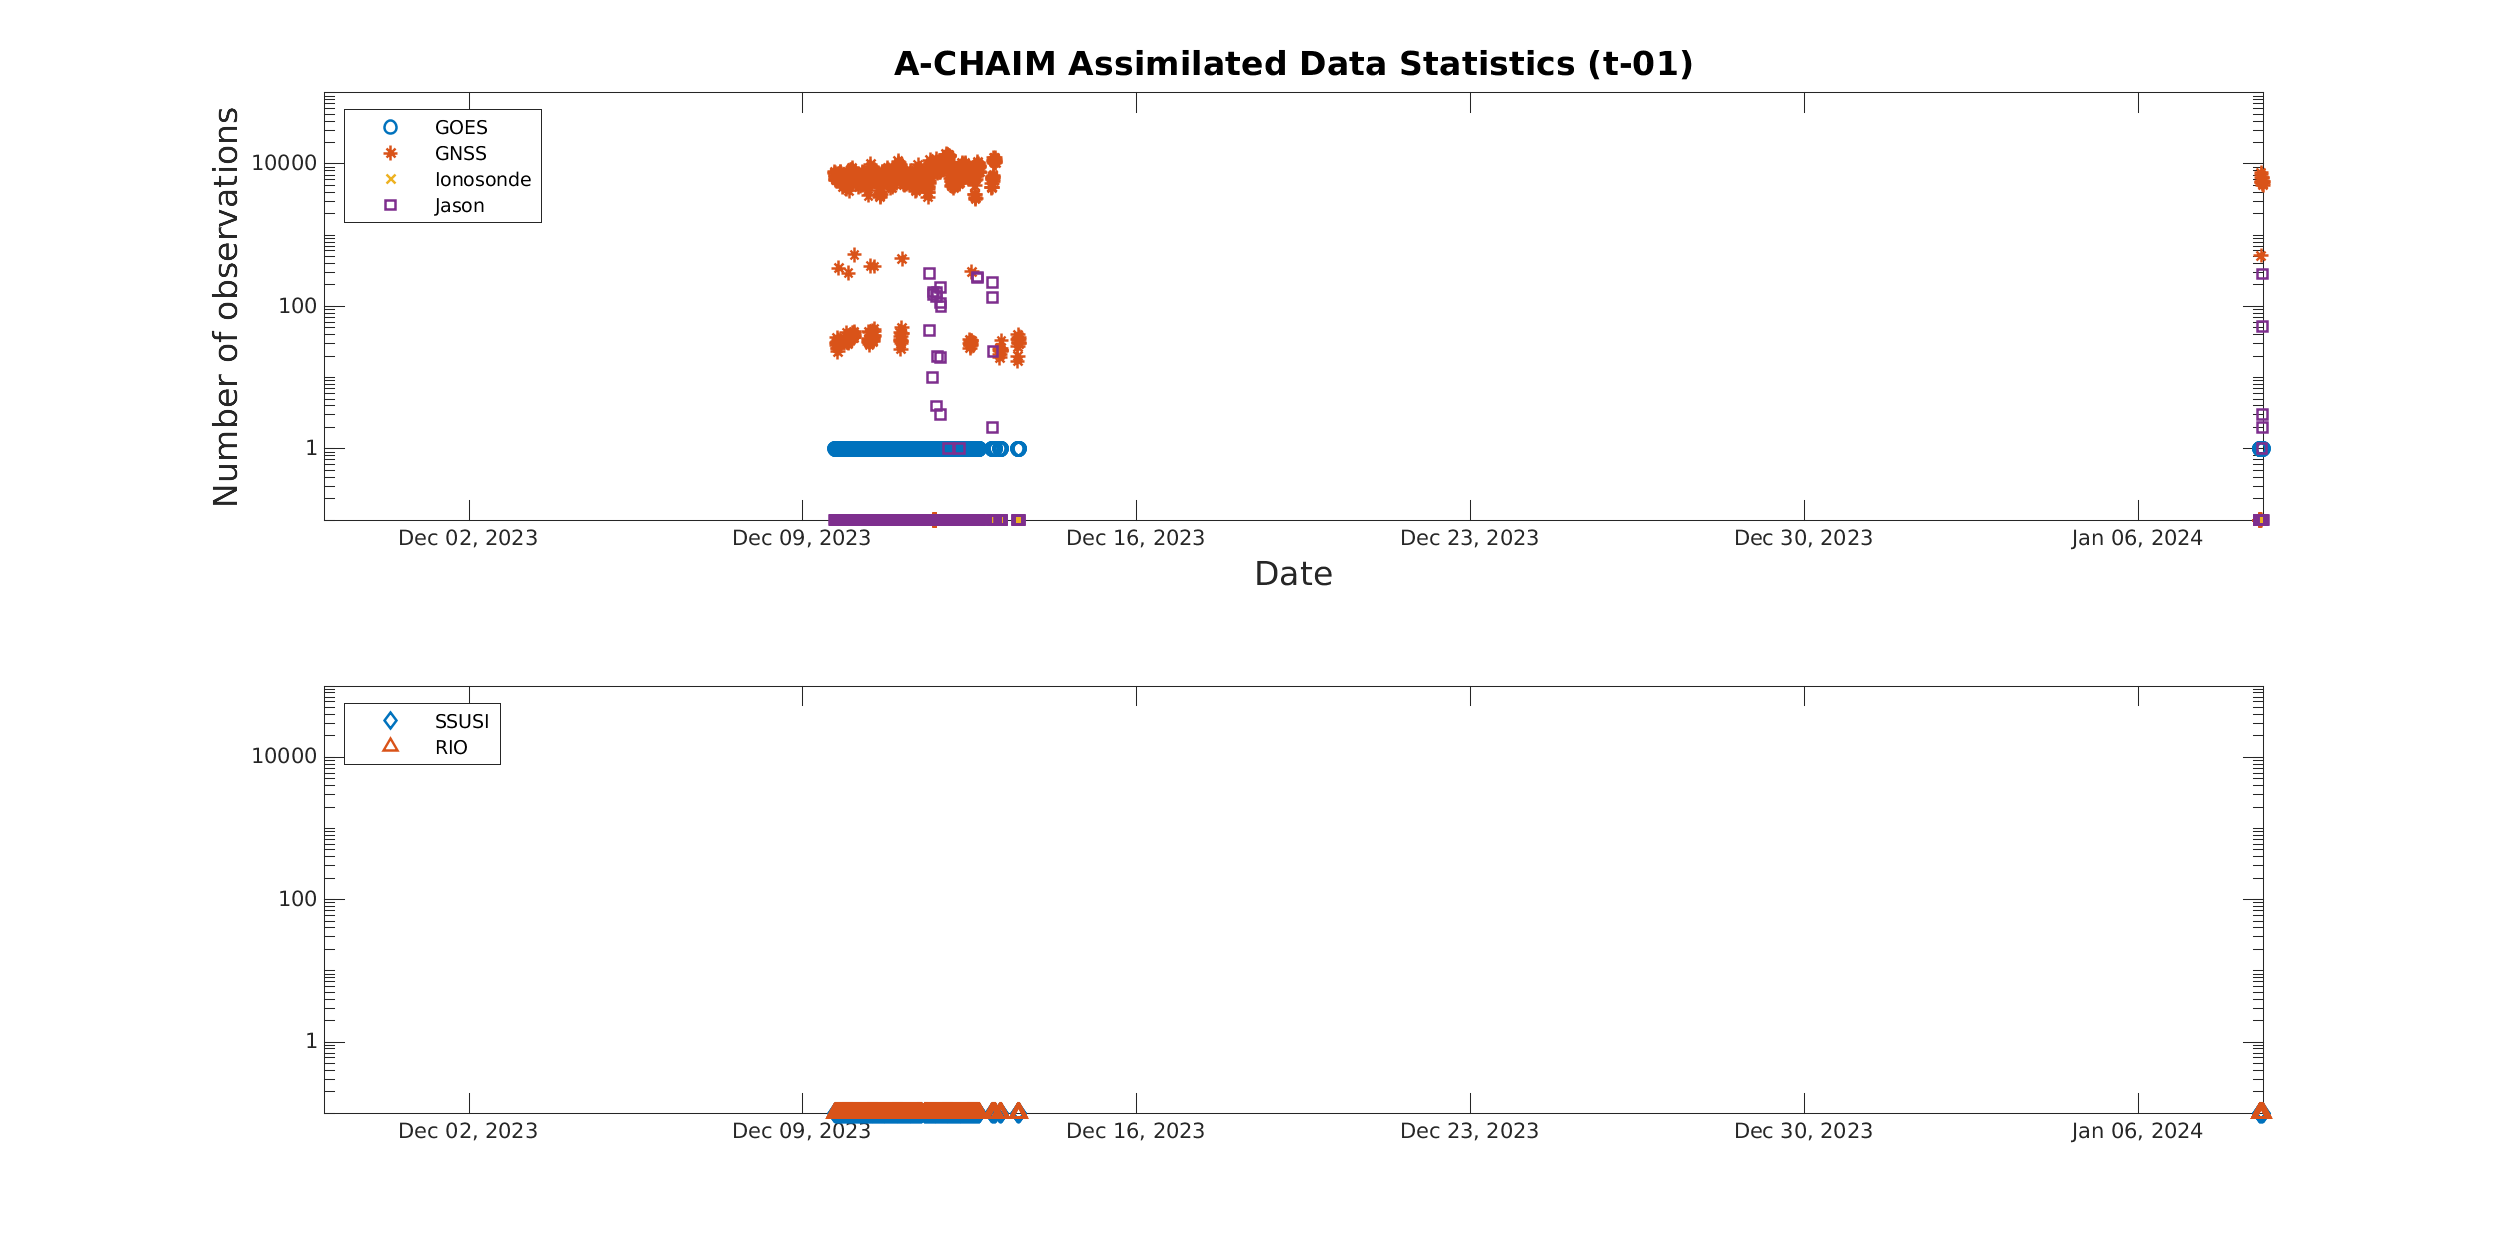 A-CHAIM Assimilated Data Statistics (t-01)
Number of observations
10000
100
1
GOES
GNSS
Ionosonde
Jason
Dec 02, 2023
Dec 09, 2023
Dec 16, 2023
Dec 23, 2023
Dec 30, 2023
Jan 06, 2024
Date
10000
100
1
SSUSI
RIO
Dec 02, 2023
Dec 09, 2023
Dec 16, 2023
Dec 23, 2023
Dec 30, 2023
Jan 06, 2024